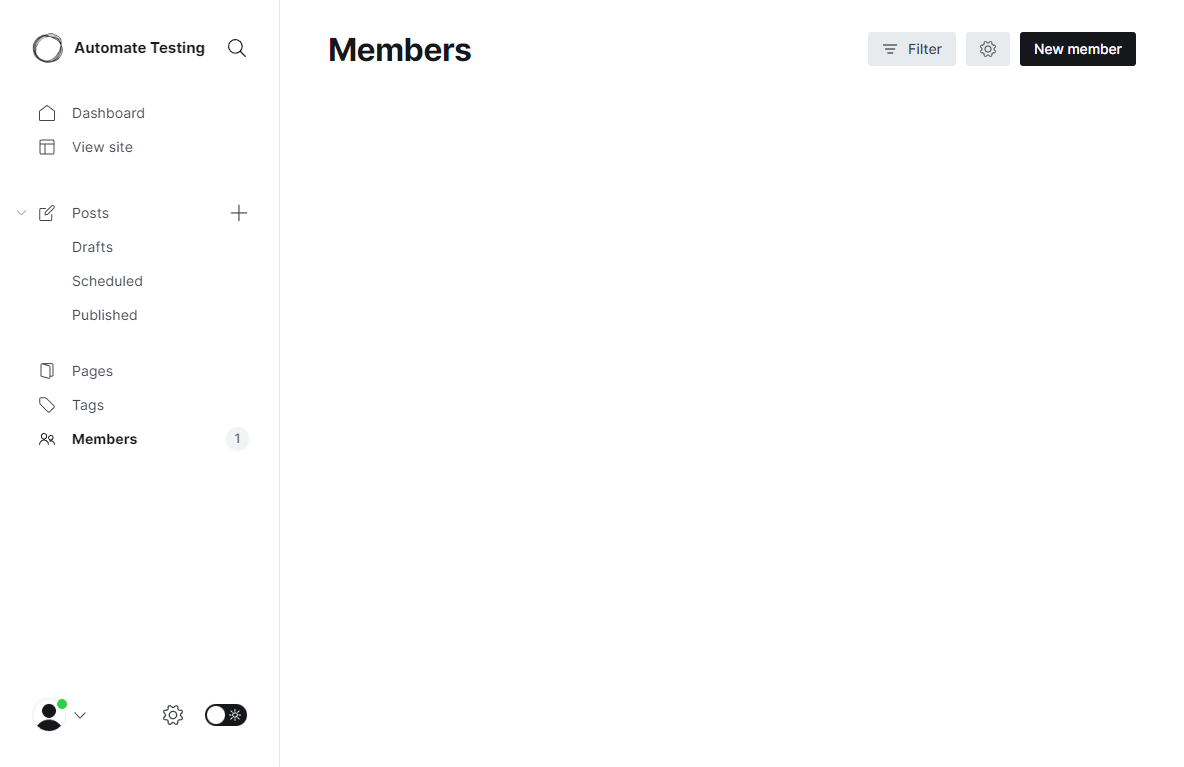 Automate Testing
Dashboard
View site
Posts
Drafts
Scheduled
Published
Pages
Tags
Members
1
Members
Filter
New member